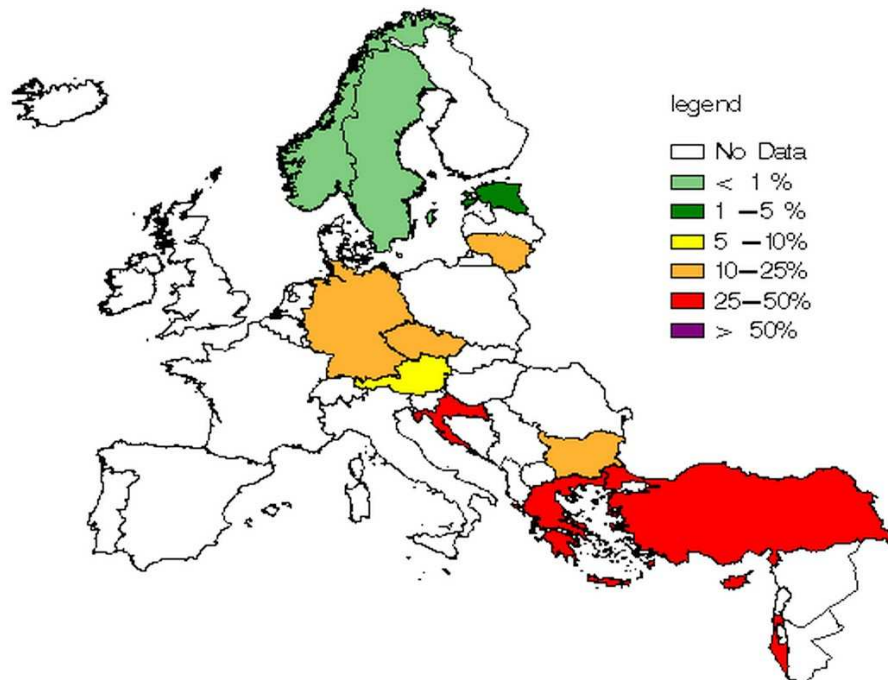 legend
No Data
< 1 %
1 –5 %
5 –10%
10–25%
25–50%
> 50%